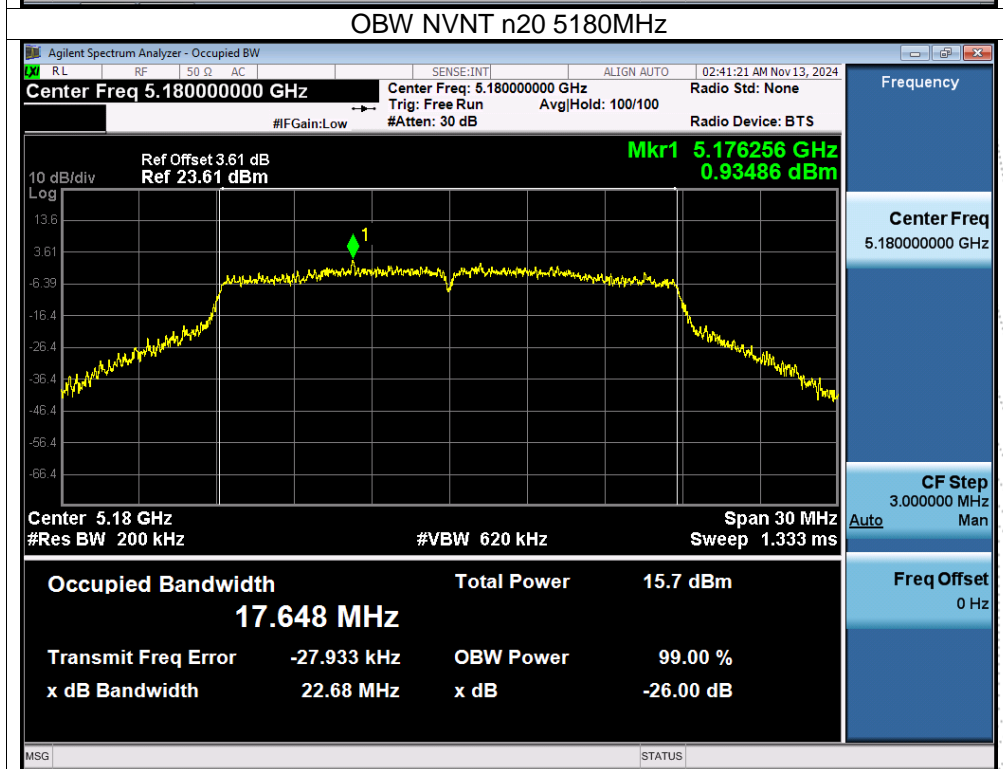 OBW NVNT n20 5180MHz
Agilent Spectrum Analyzer - Occupied BW
LXI RL RF 50 Ω AC SENSE:INT ALIGN AUTO 02:41:21 AM Nov 13, 2024
Center Freq 5.180000000 GHz
Center Freq: 5.180000000 GHz Radio Std: None
Trig: Free Run Avg|Hold: 100/100
#IFGain:Low #Atten: 30 dB Radio Device: BTS
Frequency
Mkr1 5.176256 GHz
0.93486 dBm
Ref Offset 3.61 dB
10 dB/div Ref 23.61 dBm
Log
13.6
3.61
-6.39
-16.4
-26.4
-36.4
-46.4
-56.4
-66.4
1
Center 5.18 GHz Span 30 MHz
#Res BW 200 kHz #VBW 620 kHz Sweep 1.333 ms
Occupied Bandwidth Total Power 15.7 dBm
17.648 MHz
Transmit Freq Error -27.933 kHz OBW Power 99.00 %
x dB Bandwidth 22.68 MHz x dB -26.00 dB
Center Freq
5.180000000 GHz
CF Step
3.000000 MHz
Auto Man
Freq Offset
0 Hz
MSG STATUS